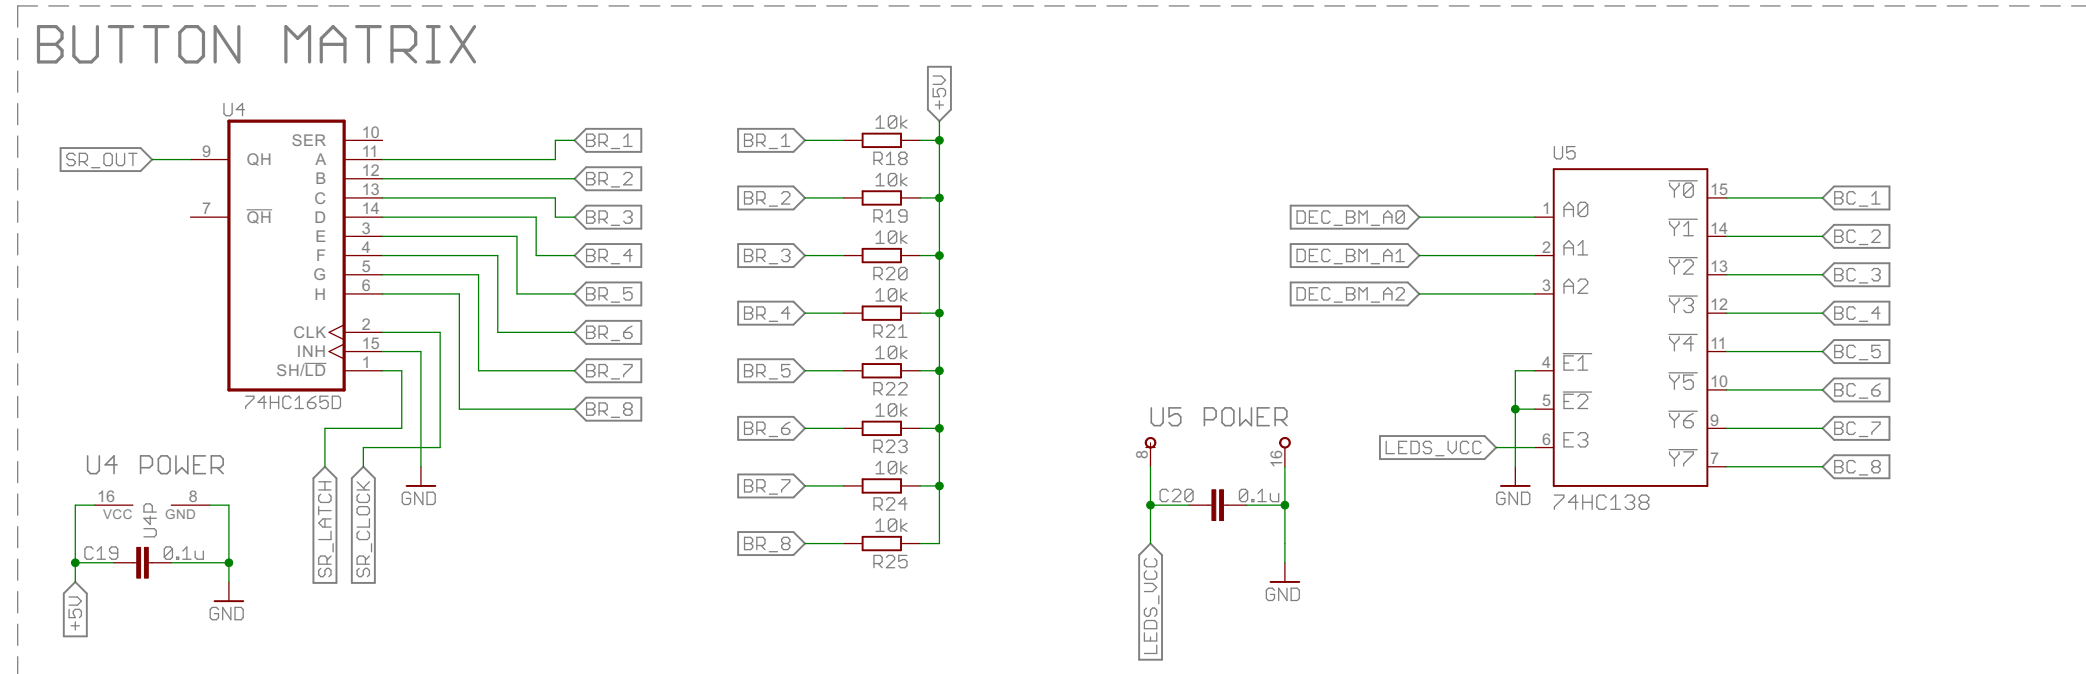 BUTTON MATRIX
U4
SR_OUT
9 QH
7 QH
SER 10
A 11
B 12
C 13
D 14
E 3
F 4
G 5
H 6
CLK 2
INH 15
SH/LD 1
74HC165D
BR_1
BR_2
BR_3
BR_4
BR_5
BR_6
BR_7
BR_8
SR_LATCH
SR_CLOCK
GND
U4 POWER
16 8
VCC GND
U4P
C19 0.1u
+5V
GND
+5V
BR_1 10k R18
BR_2 10k R19
BR_3 10k R20
BR_4 10k R21
BR_5 10k R22
BR_6 10k R23
BR_7 10k R24
BR_8 10k R25
U5 POWER
8 16
C20 0.1u
LEDS_VCC
GND
U5
DEC_BM_A0 1 A0
DEC_BM_A1 2 A1
DEC_BM_A2 3 A2
4 E1
5 E2
LEDS_VCC 6 E3
GND
Y0 15 BC_1
Y1 14 BC_2
Y2 13 BC_3
Y3 12 BC_4
Y4 11 BC_5
Y5 10 BC_6
Y6 9 BC_7
Y7 7 BC_8
74HC138